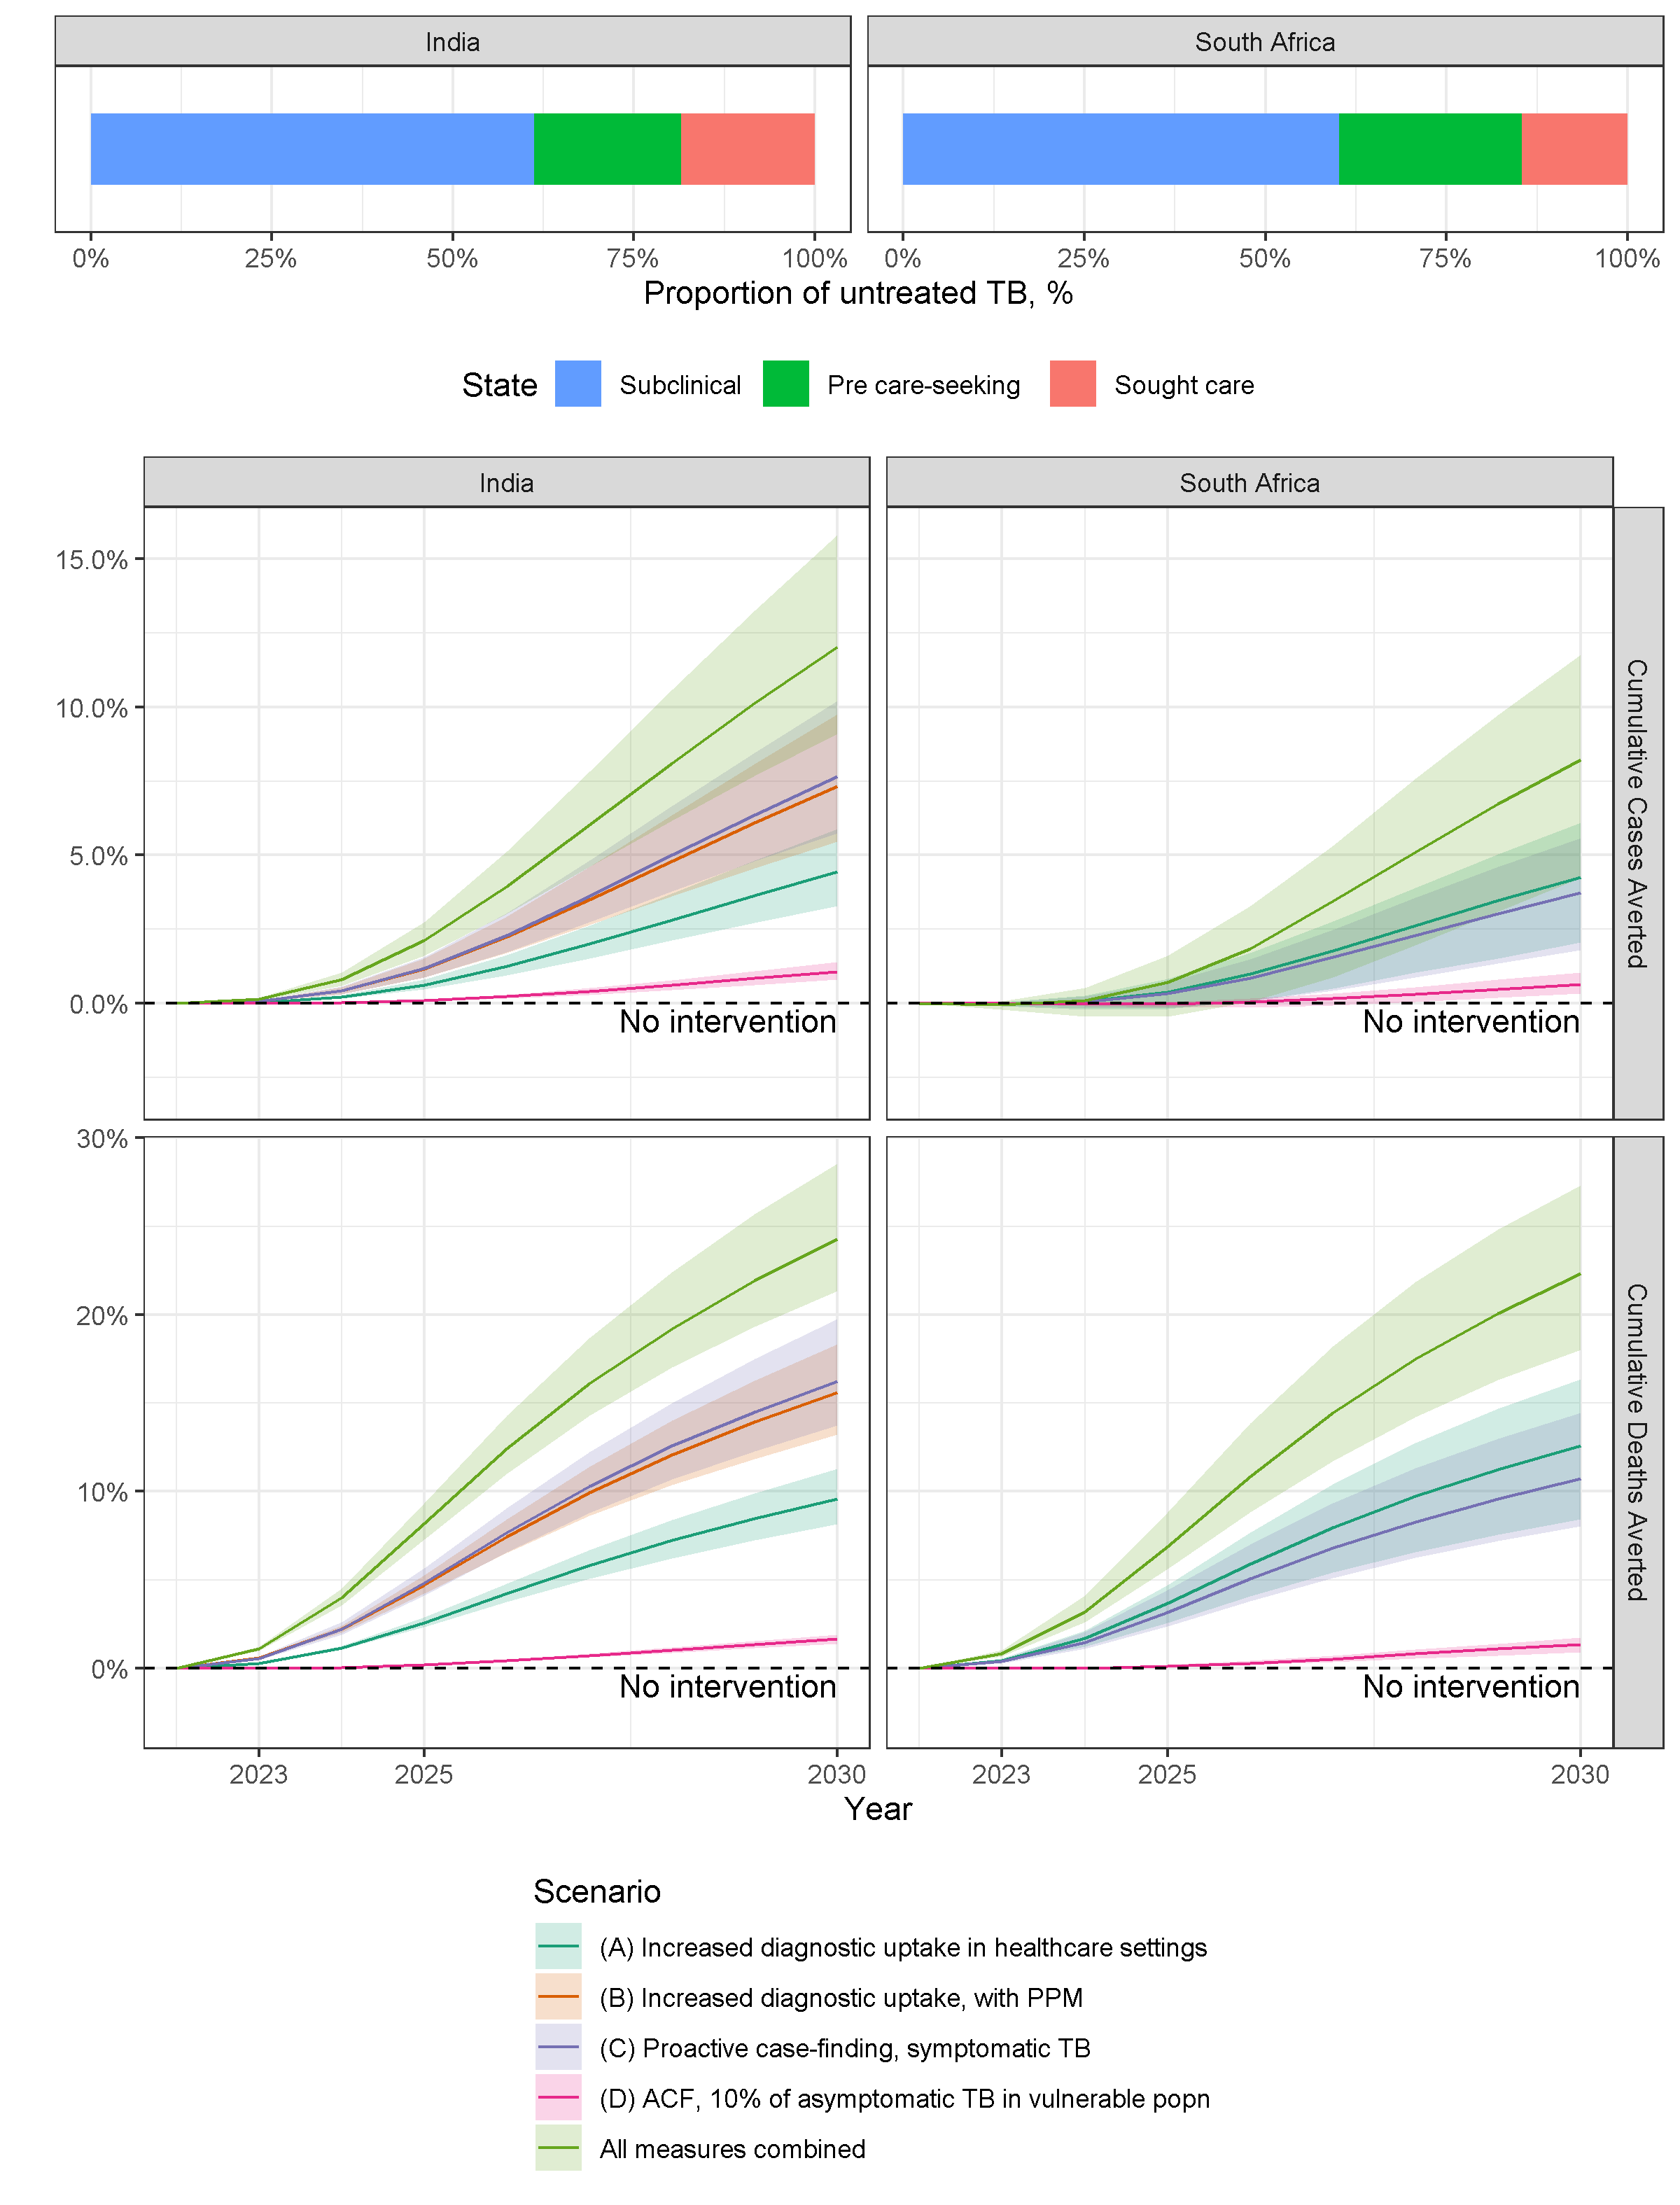 India
South Africa
0%
25%
50%
75%
100%
0%
25%
50%
75%
100%
Proportion of untreated TB, %
State
Subclinical
Pre care-seeking
Sought care
India
South Africa
15.0%
10.0%
5.0%
0.0%
No intervention
No intervention
Cumulative Cases Averted
30%
20%
10%
0%
No intervention
No intervention
Cumulative Deaths Averted
2023
2025
2030
2023
2025
2030
Year
Scenario
(A) Increased diagnostic uptake in healthcare settings
(B) Increased diagnostic uptake, with PPM
(C) Proactive case-finding, symptomatic TB
(D) ACF, 10% of asymptomatic TB in vulnerable popn
All measures combined